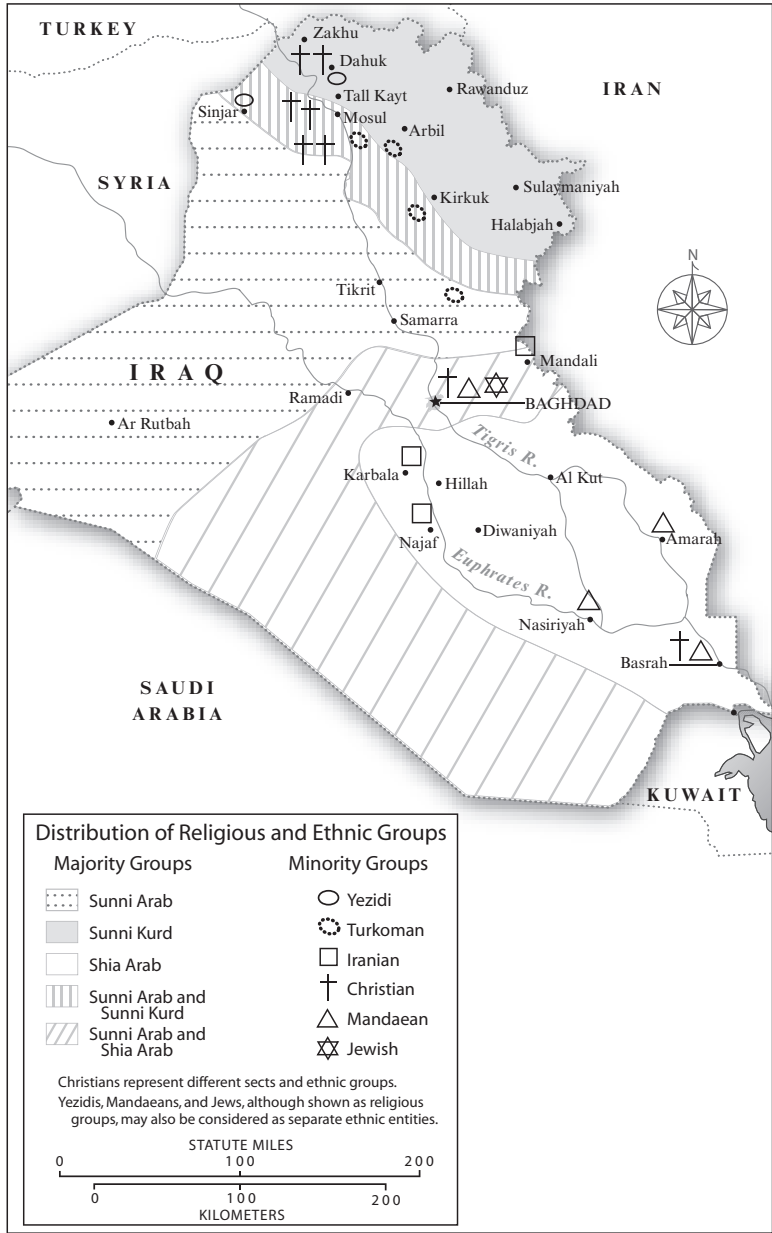 TURKEY
Zakhu
Dahuk
IRAN
Rawanduz
Tall Kayt
Sinjar
Mosul
Arbil
SYRIA
Sulaymaniyah
Kirkuk
Halabjah
N
Tikrit
Samarra
IRAQ
Mandali
Ramadi
BAGHDAD
Ar Rutbah
Tigris R.
Karbala
Hillah
Al Kut
Najaf
Diwaniyah
Amarah
Euphrates R.
Nasiriyah
Basrah
SAUDI
ARABIA
KUWAIT
Distribution of Religious and Ethnic Groups
Majority Groups
Sunni Arab
Sunni Kurd
Shia Arab
Sunni Arab and
Sunni Kurd
Sunni Arab and
Shia Arab
Minority Groups
Yezidi
Turkoman
Iranian
Christian
Mandaean
Jewish
Christians represent different sects and ethnic groups.
Yezidis, Mandaeans, and Jews, although shown as religious
groups, may also be considered as separate ethnic entities.
STATUTE MILES
0 100 200
0 100 200
KILOMETERS